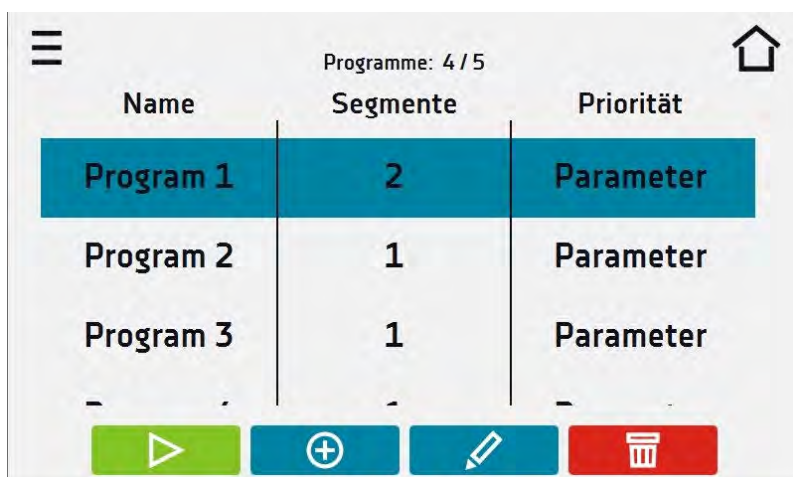 Programme: 4 / 5
Name Segmente Priorität
Program 1 2 Parameter
Program 2 1 Parameter
Program 3 1 Parameter